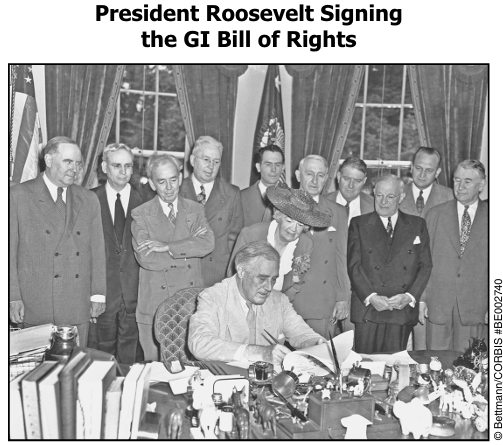 President Roosevelt Signing
the GI Bill of Rights
© Bettmann/CORBIS #BE002740